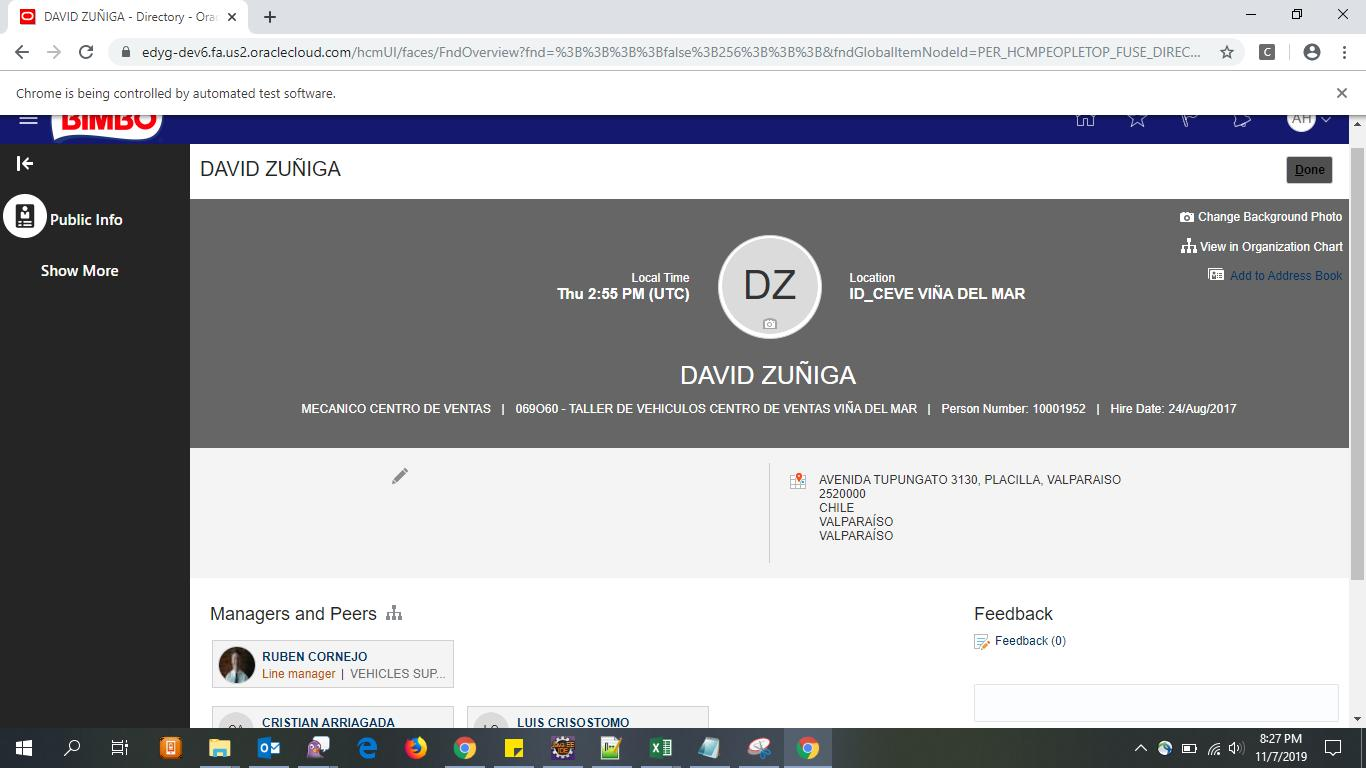 DAVID ZUÑIGA - Directory - Ora
edyg-dev6.fa.us2.oraclecloud.com/hcmUI/faces/FndOverview?fnd=%3B%3B%3B%3Bfalse%3B256%3B%3B%3B&fndGlobalItemNodeId=PER_HCMPEOPLETOP_FUSE_DIREC...
C
Chrome is being controlled by automated test software.
BIMBO
AH
DAVID ZUÑIGA
Done
Public Info
Show More
Change Background Photo
View in Organization Chart
Add to Address Book
Local Time
Thu 2:55 PM (UTC)
DZ
Location
ID_CEVE VIÑA DEL MAR
DAVID ZUÑIGA
MECANICO CENTRO DE VENTAS | 069O60 - TALLER DE VEHICULOS CENTRO DE VENTAS VIÑA DEL MAR | Person Number: 10001952 | Hire Date: 24/Aug/2017
AVENIDA TUPUNGATO 3130, PLACILLA, VALPARAISO
2520000
CHILE
VALPARAÍSO
VALPARAÍSO
Managers and Peers
RUBEN CORNEJO
Line manager | VEHICLES SUP...
CRISTIAN ARRIAGADA
LUIS CRISOSTOMO
Feedback
Feedback (0)
8:27 PM
11/7/2019